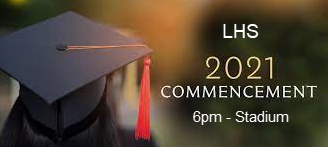 LHS
2021
COMMENCEMENT
6pm - Stadium